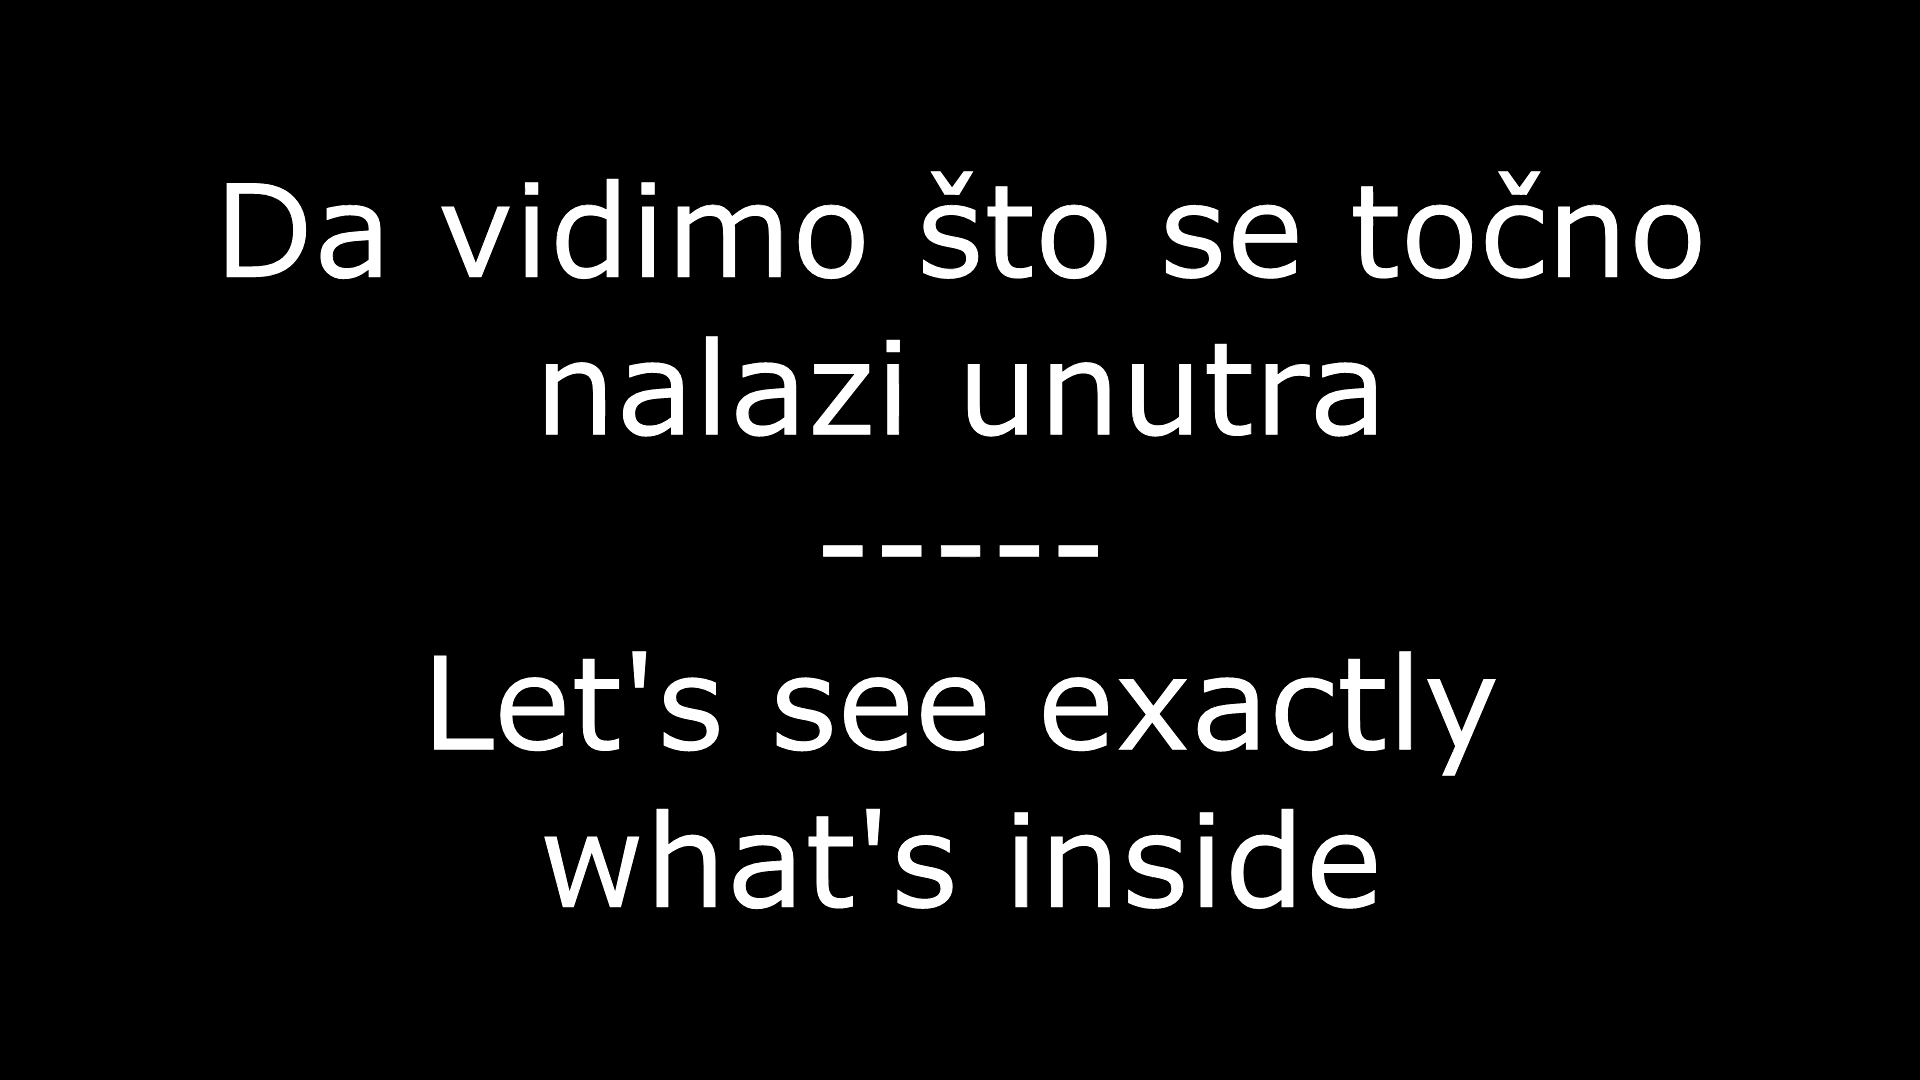 Da vidimo što se točno
nalazi unutra
-----
Let's see exactly
what's inside